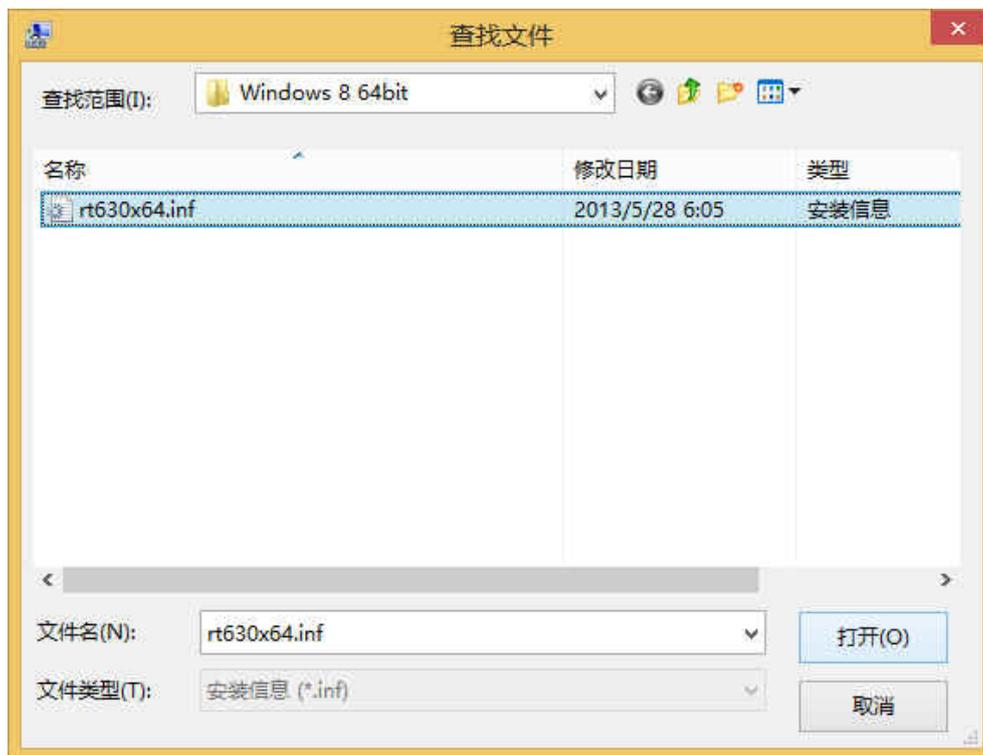 查找文件
查找范围(I): Windows 8 64bit
名称 修改日期 类型
rt630x64.inf 2013/5/28 6:05 安装信息
文件名(N): rt630x64.inf 打开(O)
文件类型(T): 安装信息 (*.inf) 取消